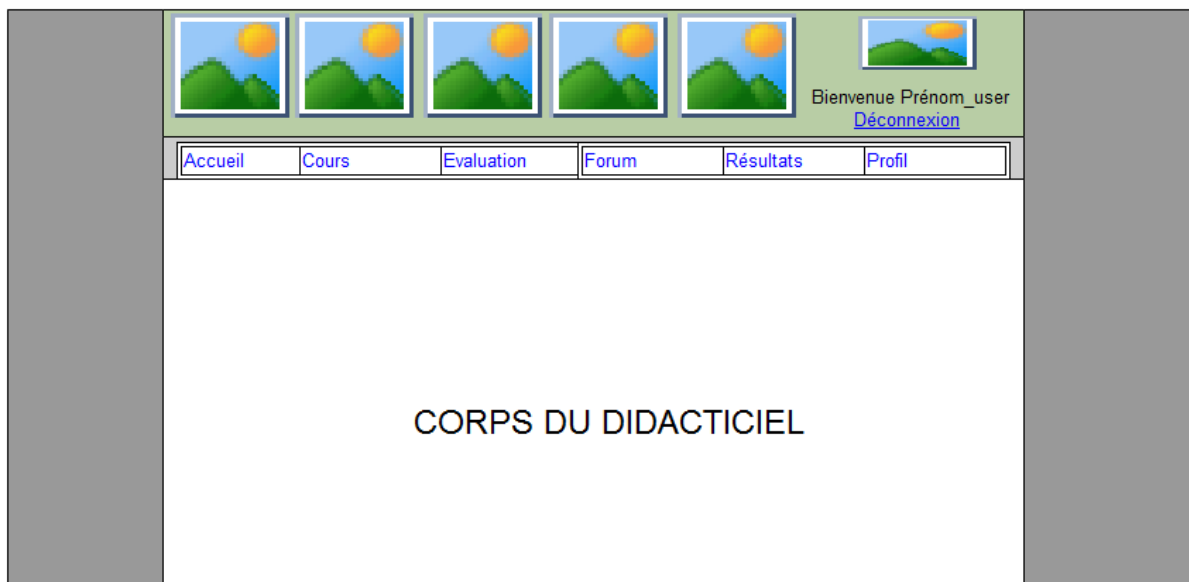 Bienvenue Prénom_user
Déconnexion
Accueil Cours Evaluation Forum Résultats Profil
CORPS DU DIDACTICIEL